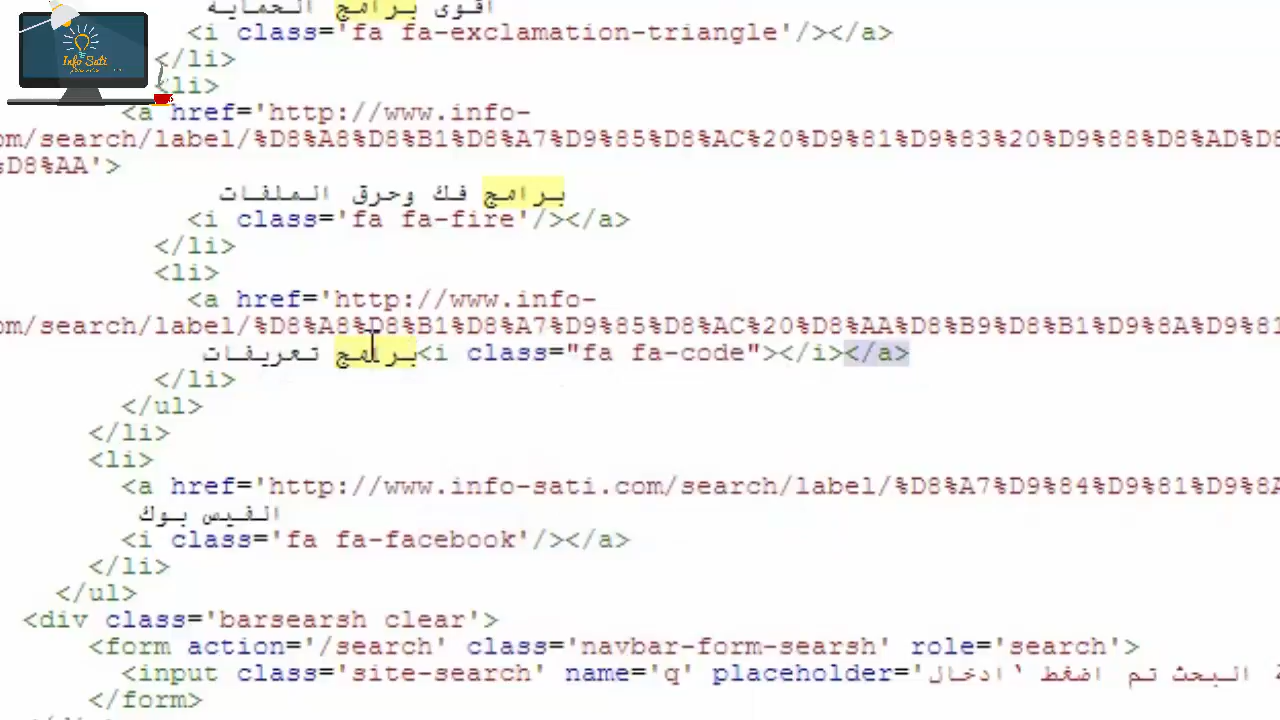 Info Sati
اقوى برامج الحماية
<i class='fa fa-exclamation-triangle'/></a>
</li>
<li>
<a href='http://www.info-
om/search/label/%D8%A8%D8%B1%D8%A7%D9%85%D8%AC%20%D9%81%D9%83%20%D9%88%D8%AD%D8
%D8%AA'>
برامج فك وحرق الملفات
<i class='fa fa-fire'/></a>
</li>
<li>
<a href='http://www.info-
om/search/label/%D8%A8%D8%B1%D8%A7%D9%85%D8%AC%20%D8%AA%D8%B9%D8%B1%D9%8A%D9%81
برامج تعريفات<i class="fa fa-code"></i></a>
</li>
</ul>
</li>
<li>
<a href='http://www.info-sati.com/search/label/%D8%A7%D9%84%D9%81%D9%8A
الفيس بوك
<i class='fa fa-facebook'/></a>
</li>
</ul>
<div class='barsearsh clear'>
<form action='/search' class='navbar-form-searsh' role='search'>
<input class='site-search' name='q' placeholder='البحث تم اضغط 'ادخال
</form>